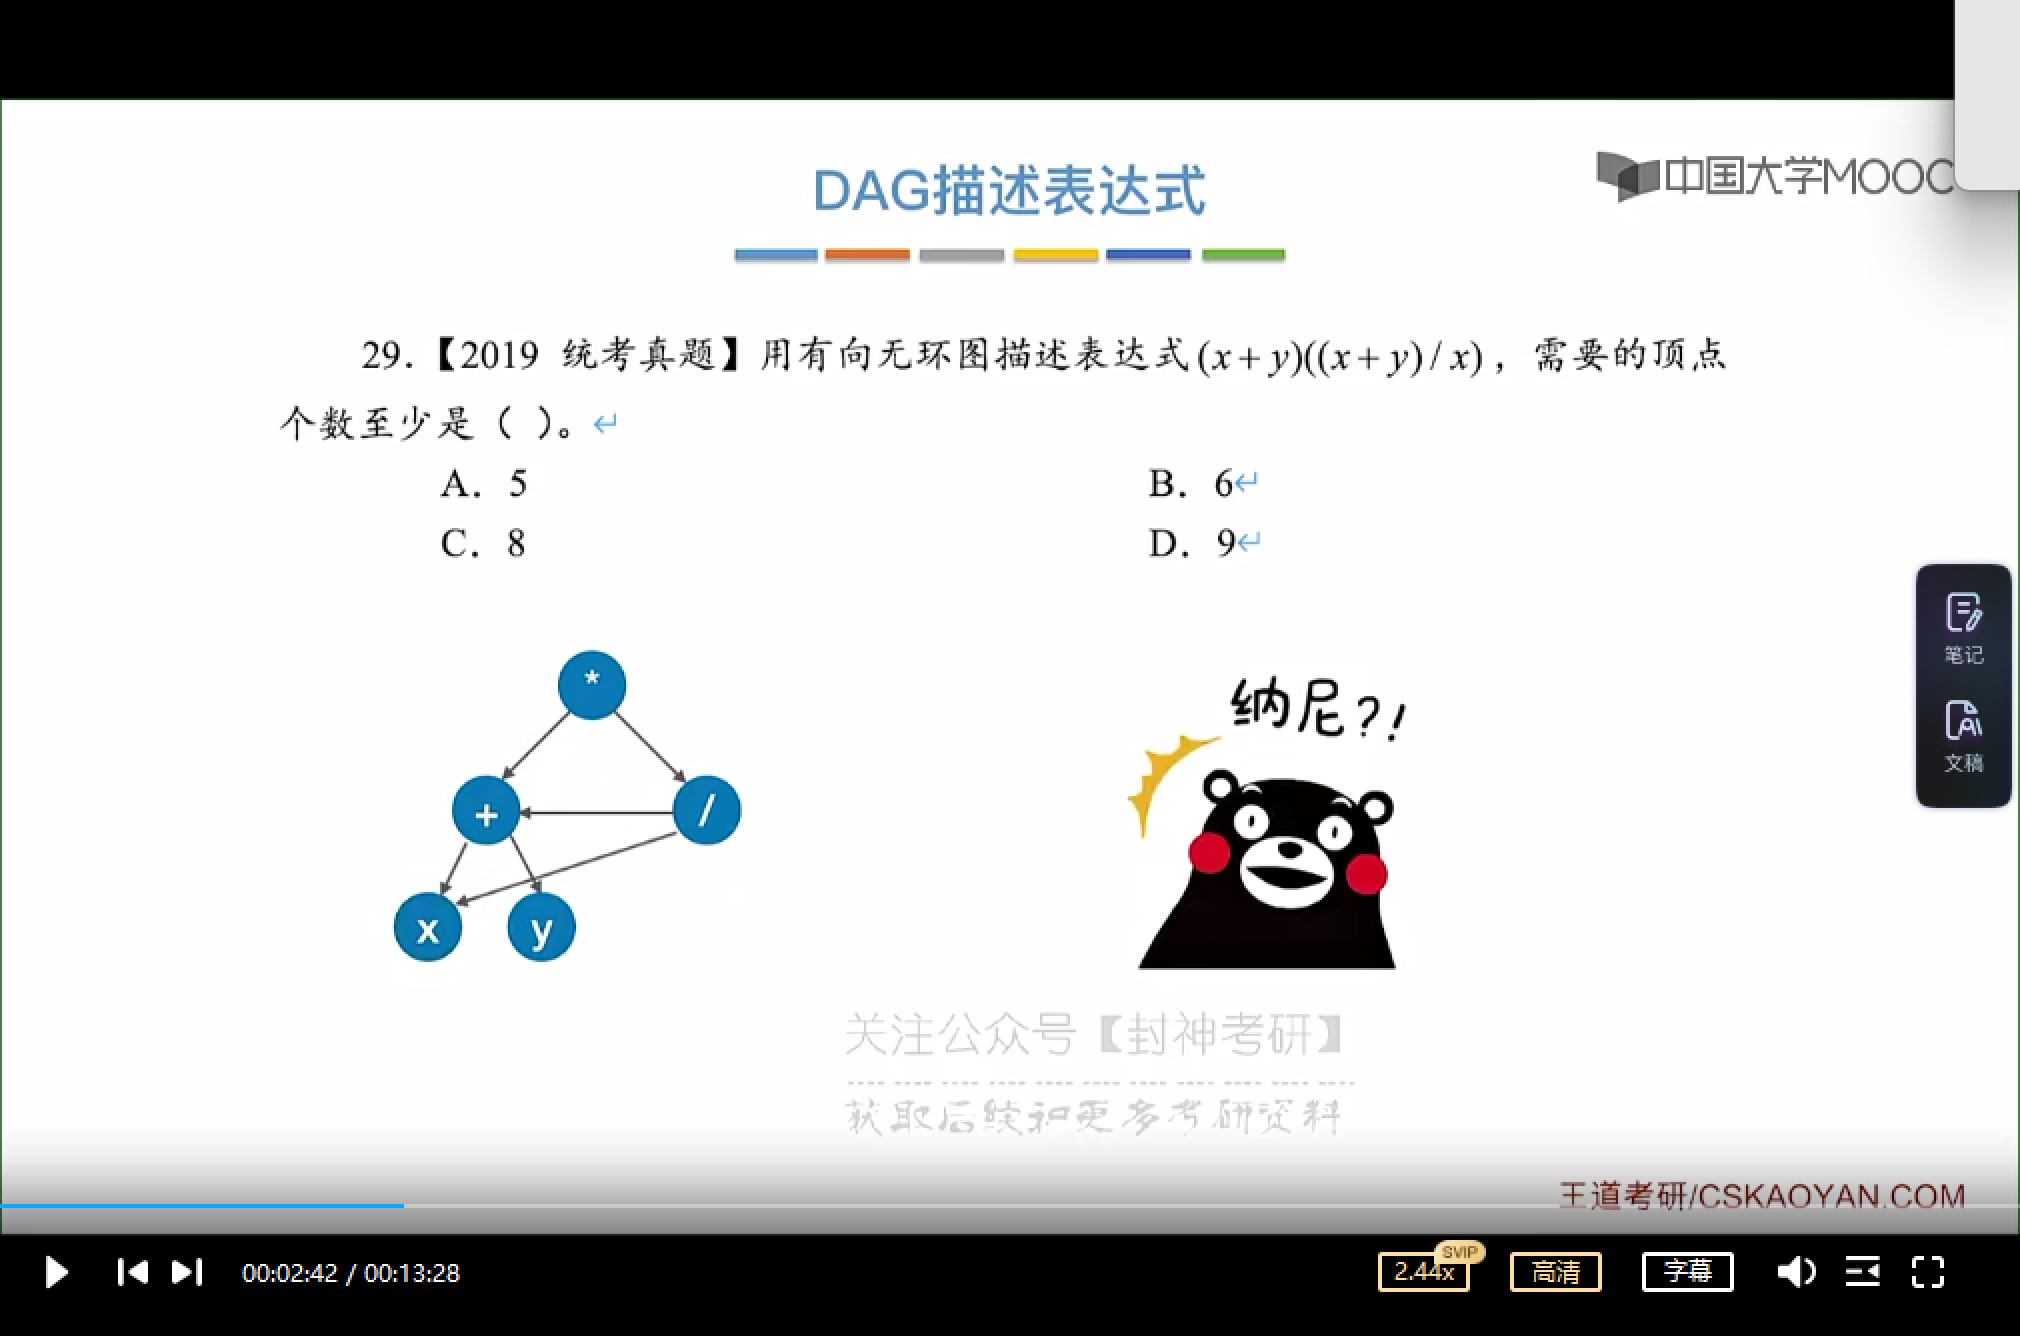 DAG描述表达式
中国大学MOOC
29.【2019 统考真题】用有向无环图描述表达式(x+y)((x+y)/x)，需要的顶点
个数至少是（ ）。↵
A. 5
B. 6↵
C. 8
D. 9↵
*
+
/
x
y
纳尼?!
笔记
文稿
关注公众号【封神考研】
获取后续和更多考研资料
王道考研/CSKAOYAN.COM
00:02:42 / 00:13:28
SVIP
2.44x
高清
字幕